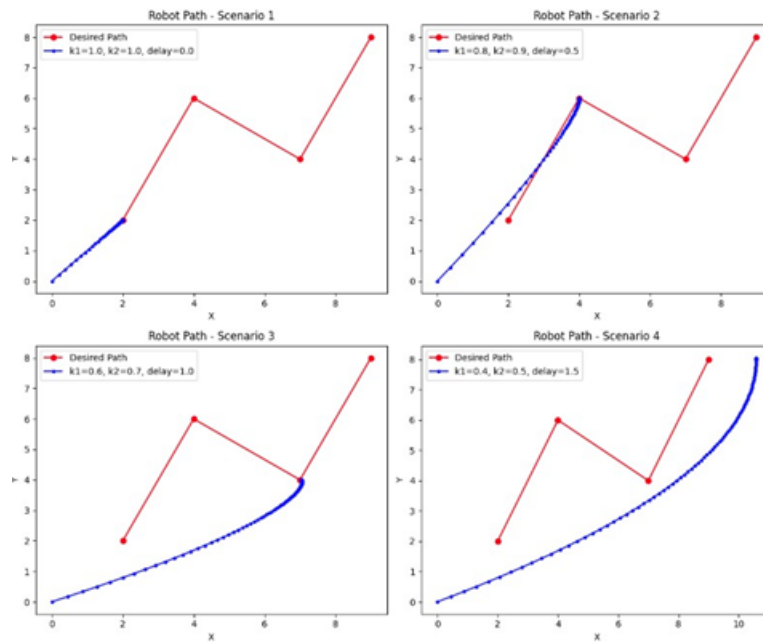 Robot Path - Scenario 1
Desired Path
k1=1.0, k2=1.0, delay=0.0
8
7
6
5
4
3
2
1
0
Y
0 2 4 6 8
X
Robot Path - Scenario 2
Desired Path
k1=0.8, k2=0.9, delay=0.5
8
7
6
5
4
3
2
1
0
Y
0 2 4 6 8
X
Robot Path - Scenario 3
Desired Path
k1=0.6, k2=0.7, delay=1.0
8
7
6
5
4
3
2
1
0
Y
0 2 4 6 8
X
Robot Path - Scenario 4
Desired Path
k1=0.4, k2=0.5, delay=1.5
8
7
6
5
4
3
2
1
0
Y
0 2 4 6 8 10
X